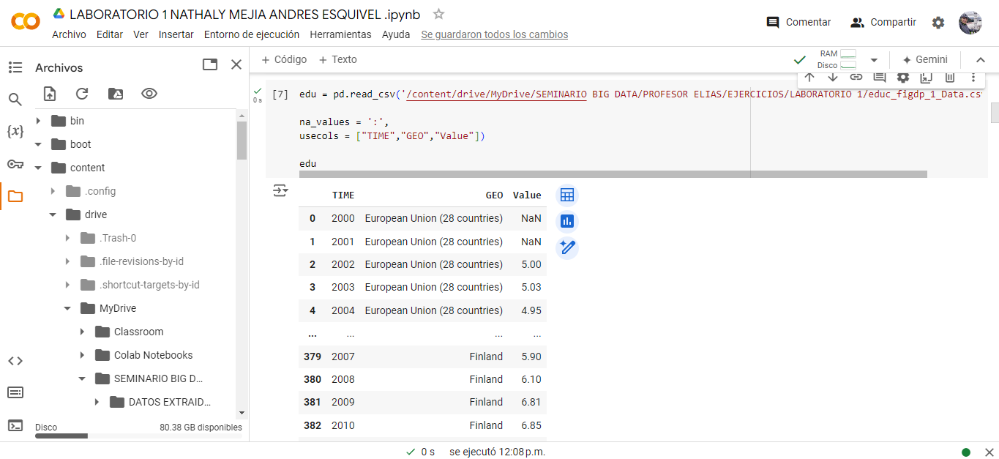 LABORATORIO 1 NATHALY MEJIA ANDRES ESQUIVEL .ipynb
Archivo Editar Ver Insertar Entorno de ejecución Herramientas Ayuda Se guardaron todos los cambios
Comentar
Compartir
Archivos
bin
boot
content
.config
drive
.Trash-0
.file-revisions-by-id
.shortcut-targets-by-id
MyDrive
Classroom
Colab Notebooks
SEMINARIO BIG D...
DATOS EXTRAID...
Disco 80.38 GB disponibles
+ Código + Texto
RAM
Disco
Gemini
0 s
[7] edu = pd.read_csv('/content/drive/MyDrive/SEMINARIO BIG DATA/PROFESOR ELIAS/EJERCICIOS/LABORATORIO 1/educ_figdp_1_Data.cs
na_values = ':',
usecols = ["TIME","GEO","Value"])
edu
TIME GEO Value
0 2000 European Union (28 countries) NaN
1 2001 European Union (28 countries) NaN
2 2002 European Union (28 countries) 5.00
3 2003 European Union (28 countries) 5.03
4 2004 European Union (28 countries) 4.95
... ... ... ...
379 2007 Finland 5.90
380 2008 Finland 6.10
381 2009 Finland 6.81
382 2010 Finland 6.85
0 s se ejecutó 12:08 p.m.